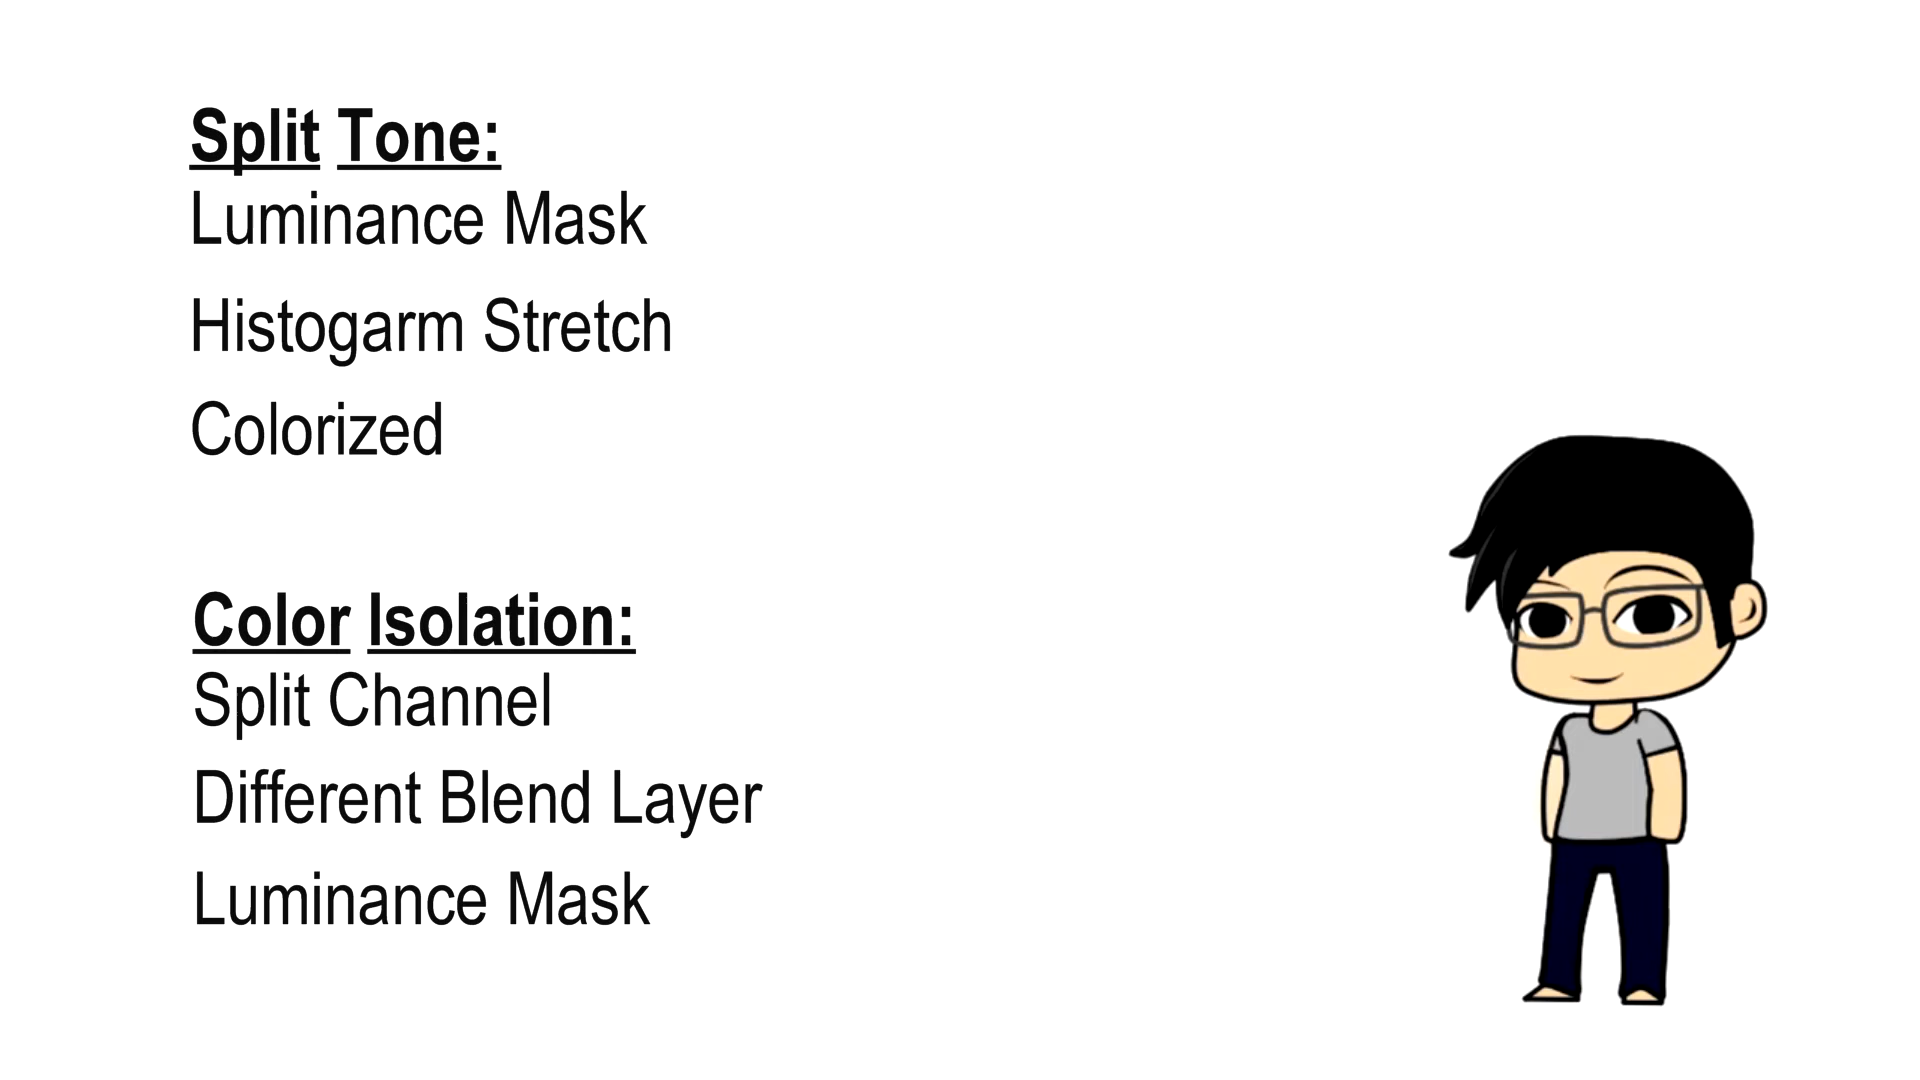 Split Tone:
Luminance Mask
Histogarm Stretch
Colorized
Color Isolation:
Split Channel
Different Blend Layer
Luminance Mask